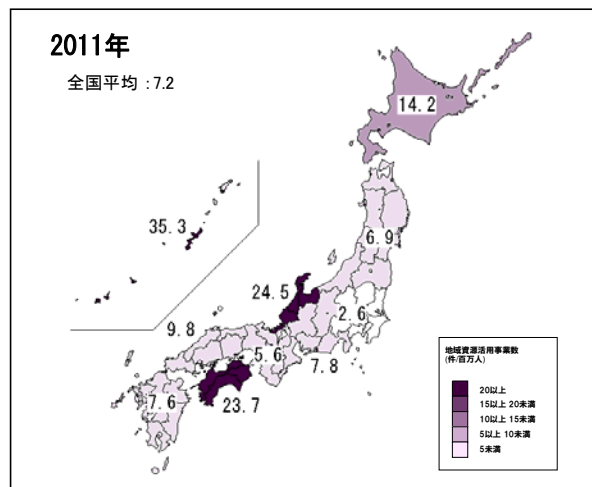 2011年
全国平均 :7.2
14.2
35.3
6.9
24.5
2.6
9.8
5.6
7.8
7.6
23.7
地域資源活用事業数
(件/百万人)
20以上
15以上 20未満
10以上 15未満
5以上 10未満
5未満